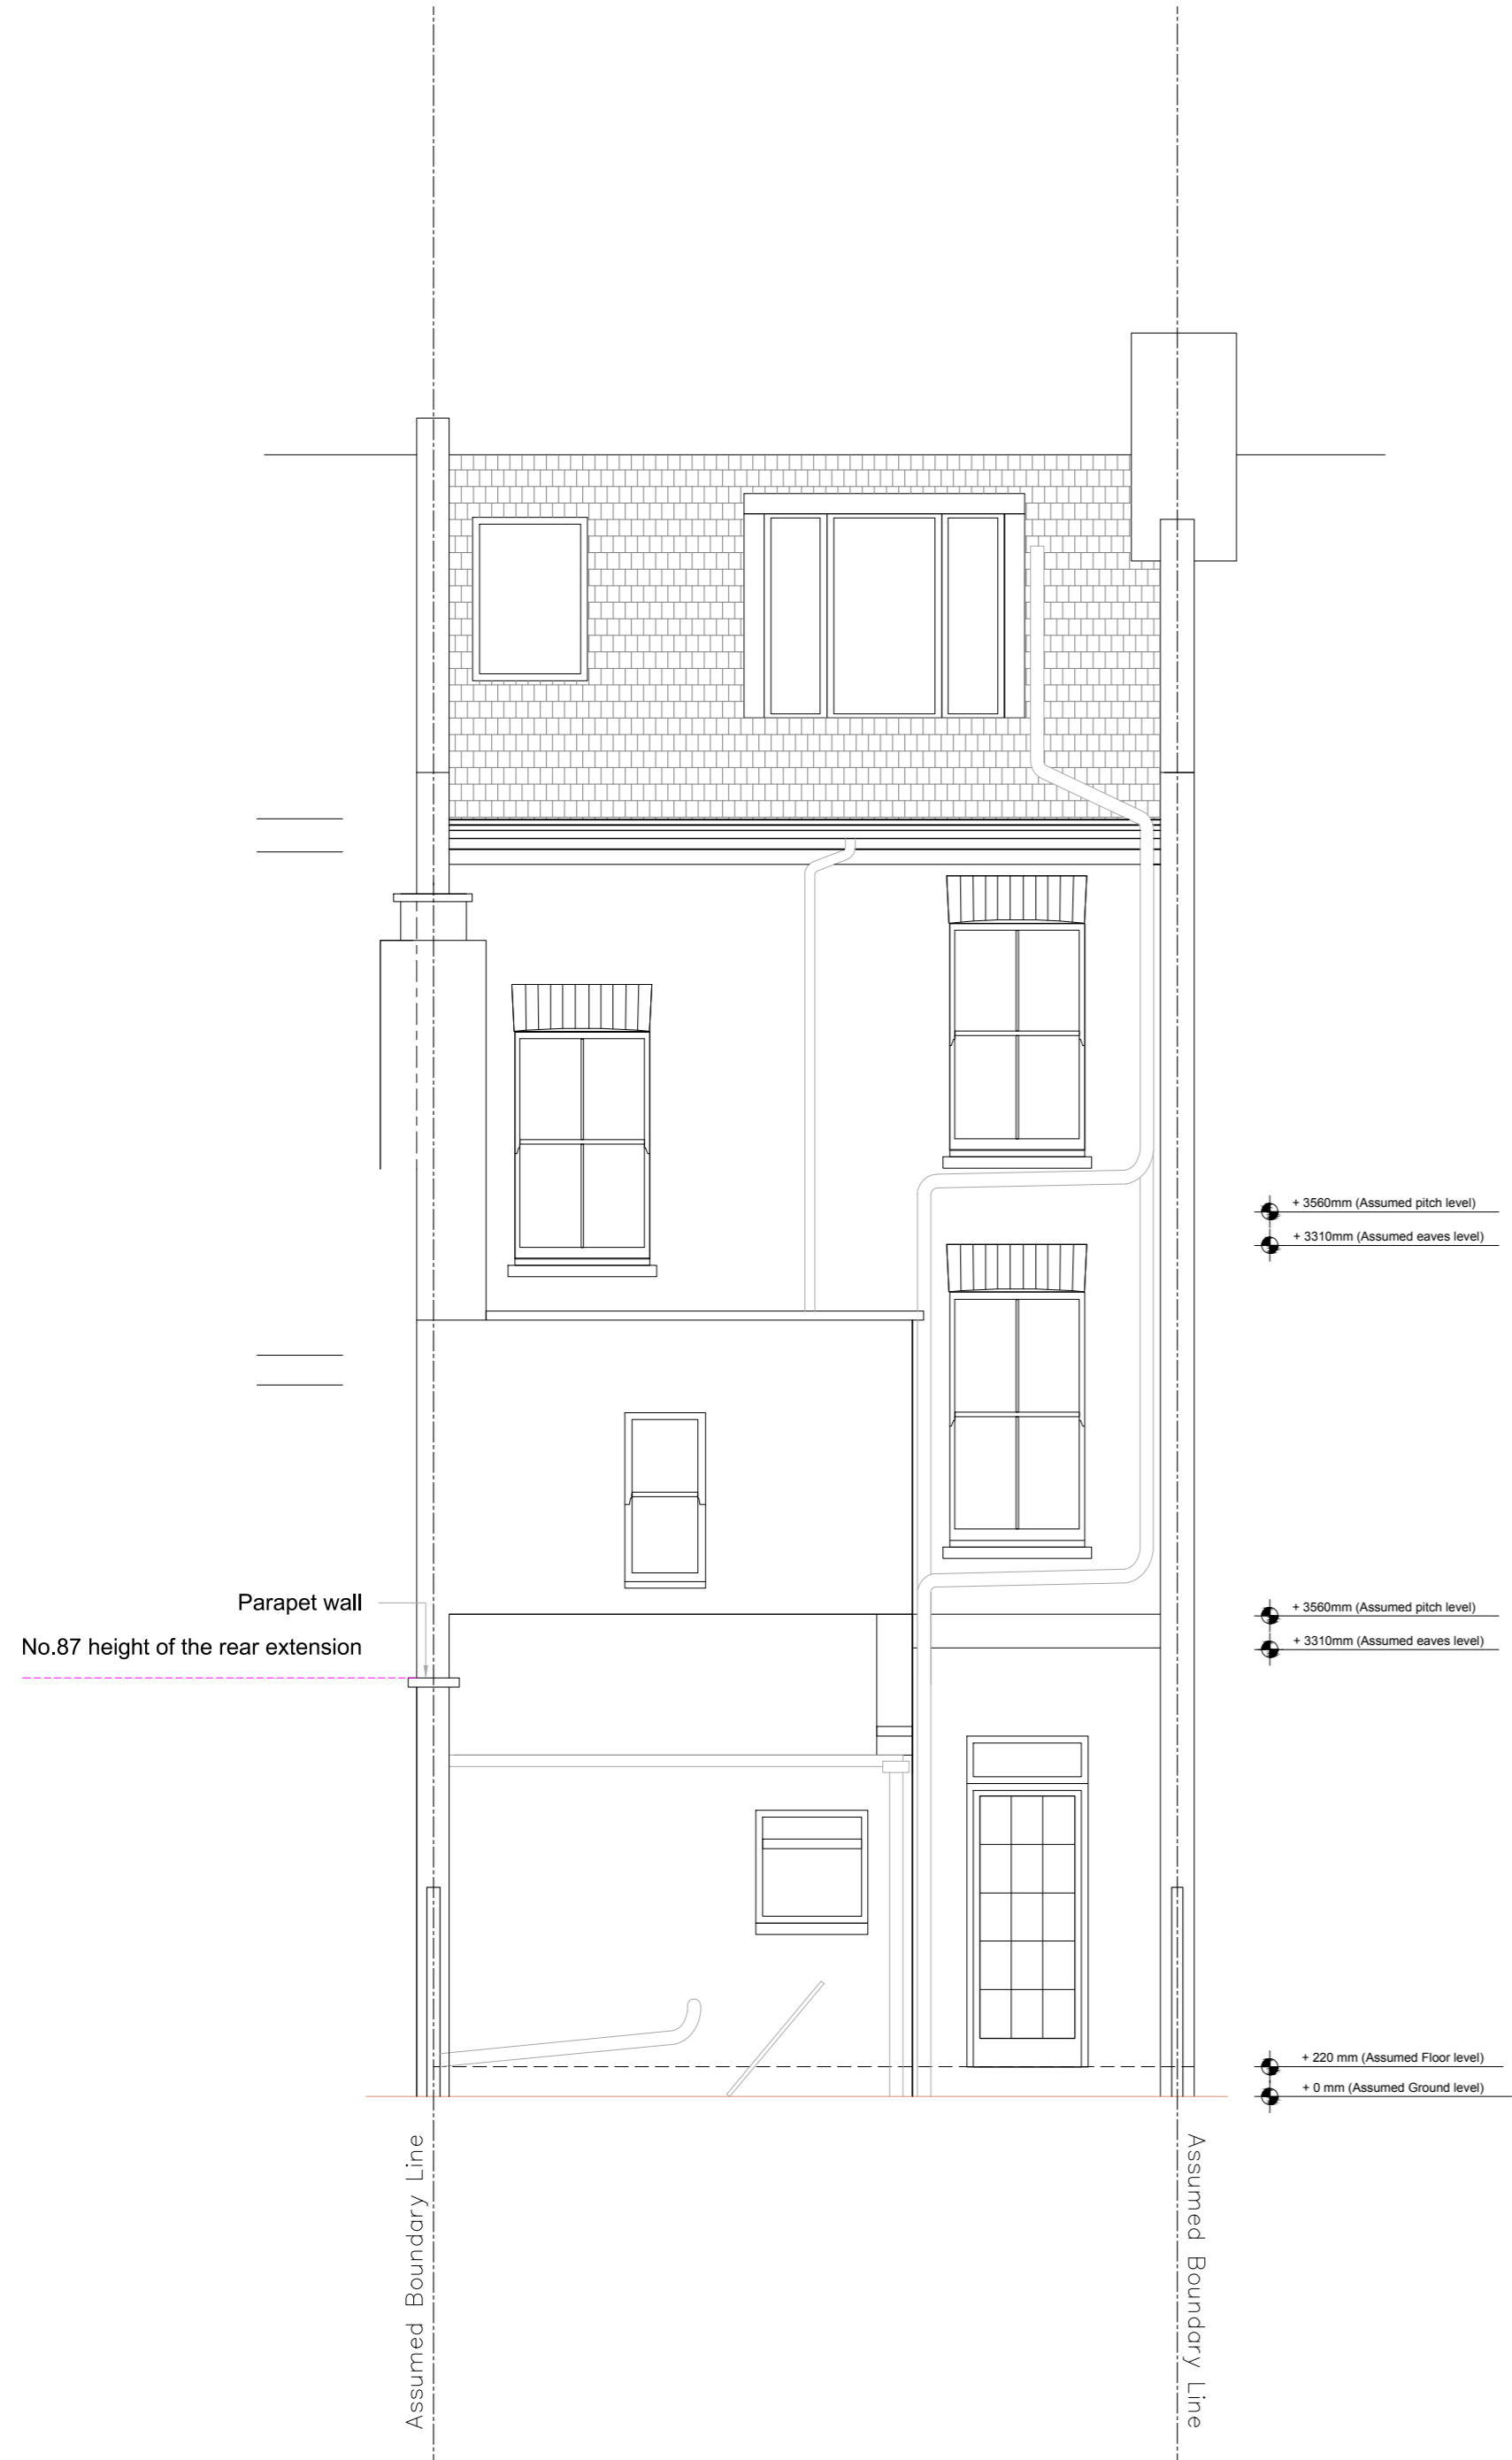 + 3560mm (Assumed pitch level)
+ 3310mm (Assumed eaves level)
Parapet wall
No.87 height of the rear extension
+ 3560mm (Assumed pitch level)
+ 3310mm (Assumed eaves level)
+ 220 mm (Assumed Floor level)
+ 0 mm (Assumed Ground level)
Assumed Boundary Line
Assumed Boundary Line